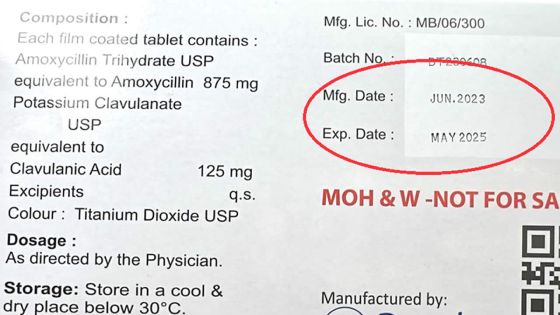 Composition :
Each film coated tablet contains :
Amoxycillin Trihydrate USP
equivalent to Amoxycillin 875 mg
Potassium Clavulanate
USP
equivalent to
Clavulanic Acid 125 mg
Excipients q.s.
Colour : Titanium Dioxide USP
Dosage :
As directed by the Physician.
Storage: Store in a cool &
dry place below 30°C.
Mfg. Lic. No. : MB/06/300
Batch No. :
Mfg. Date : JUN.2023
Exp. Date : MAY 2025
MOH & W -NOT FOR SA
Manufactured by: